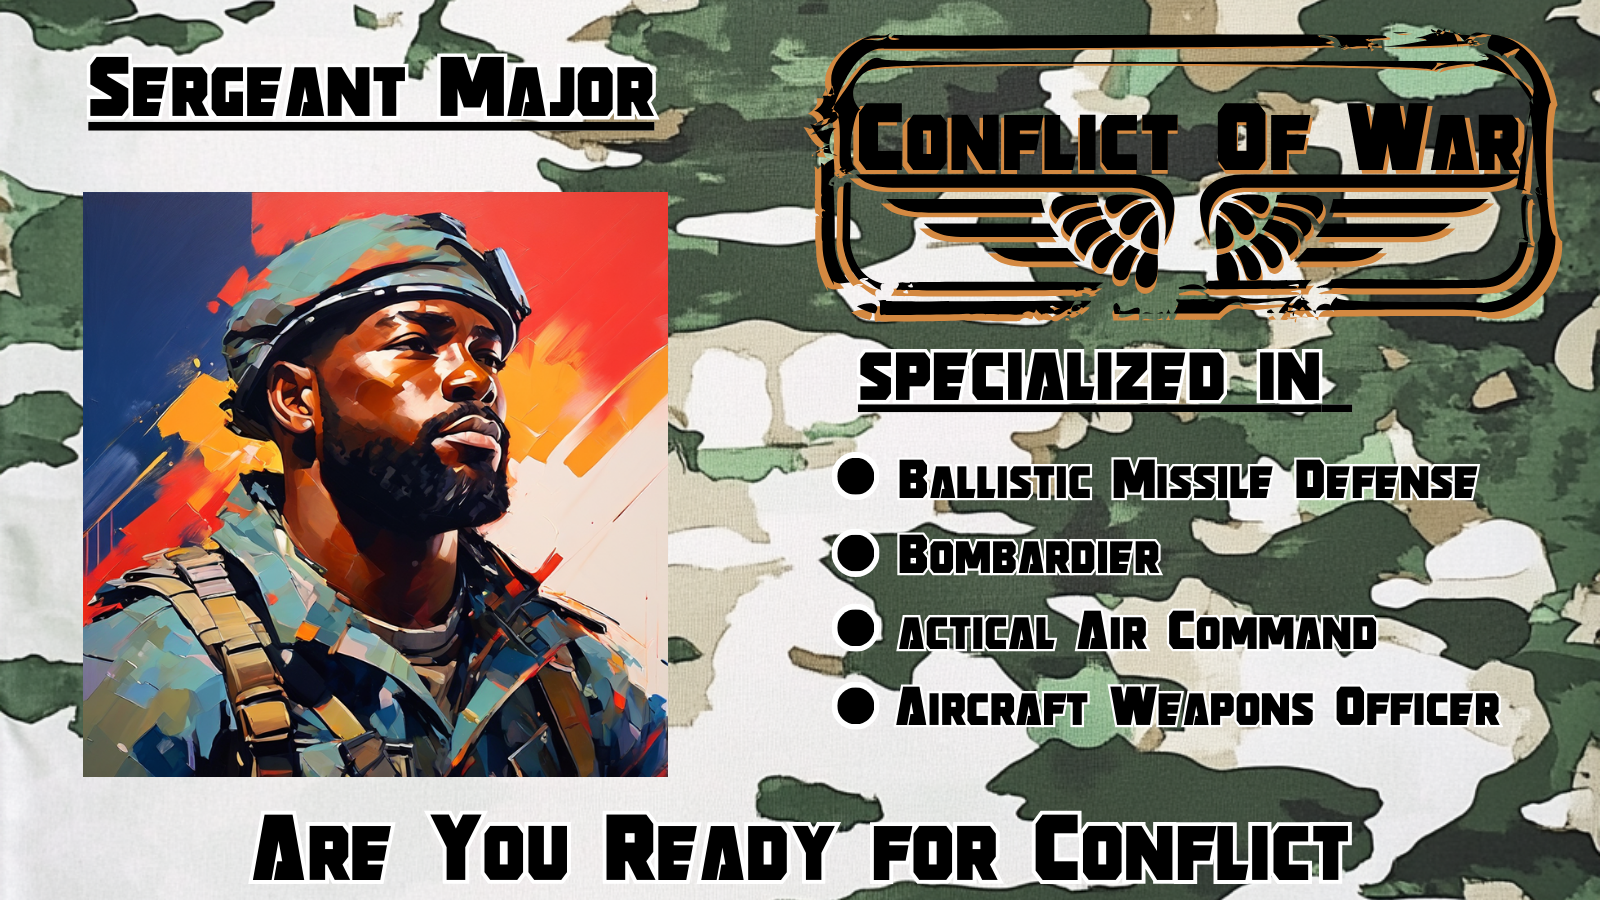 Sergeant Major
Conflict Of War
SPECIALIZED IN
Ballistic Missile Defense
Bombardier
actical Air Command
Aircraft Weapons Officer
Are You Ready for Conflict